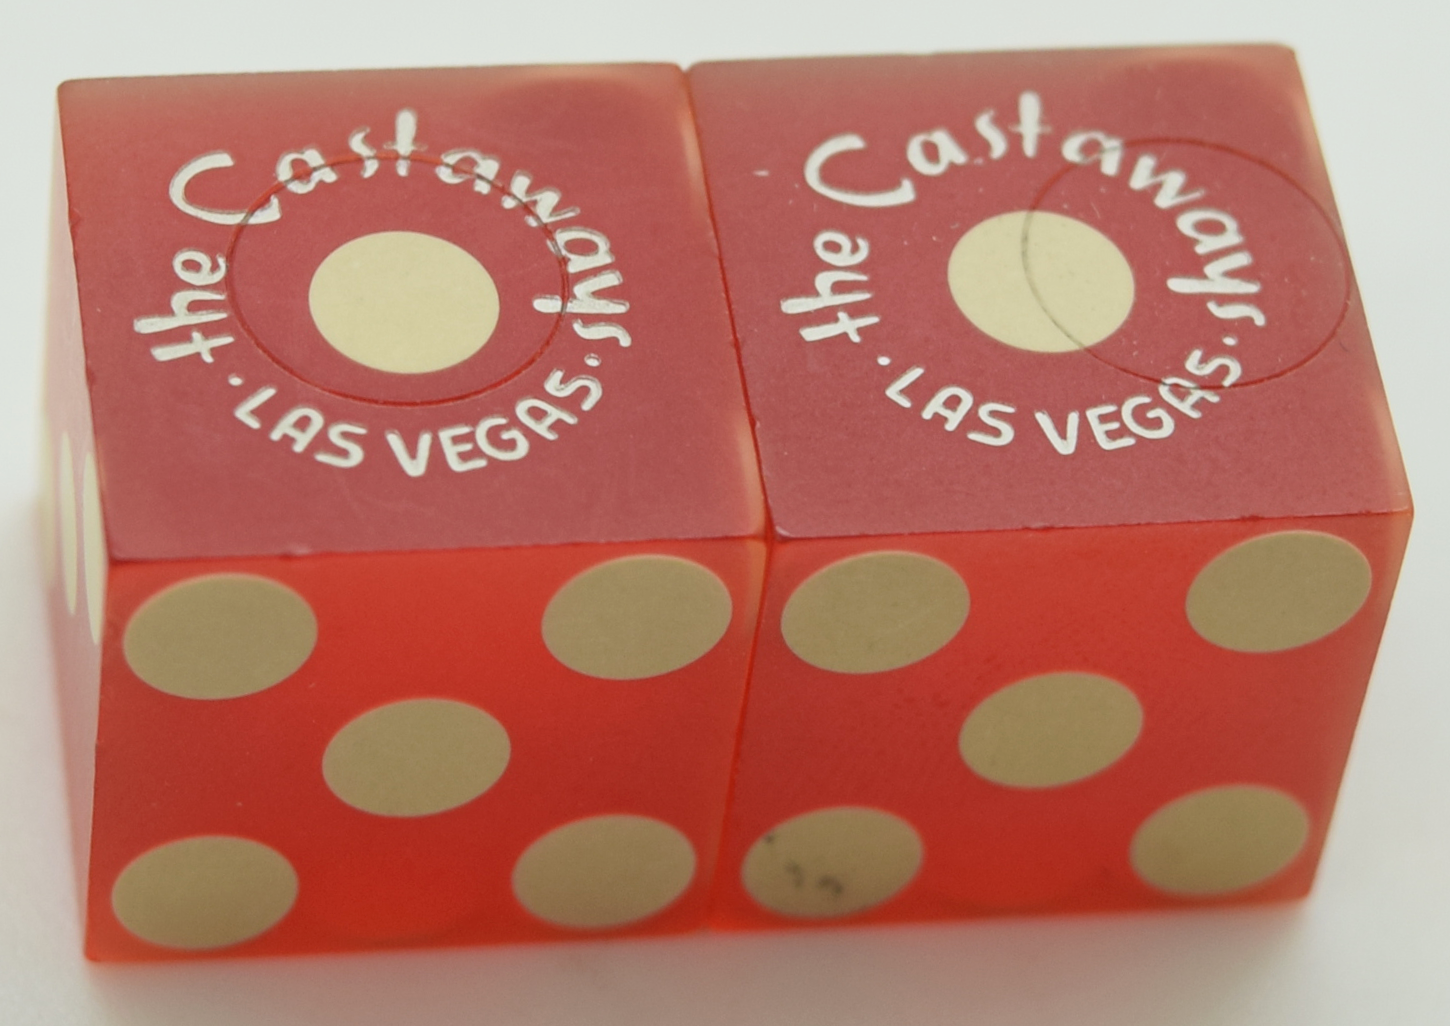 the Castaways
· LAS VEGAS ·
the Castaways
· LAS VEGAS ·